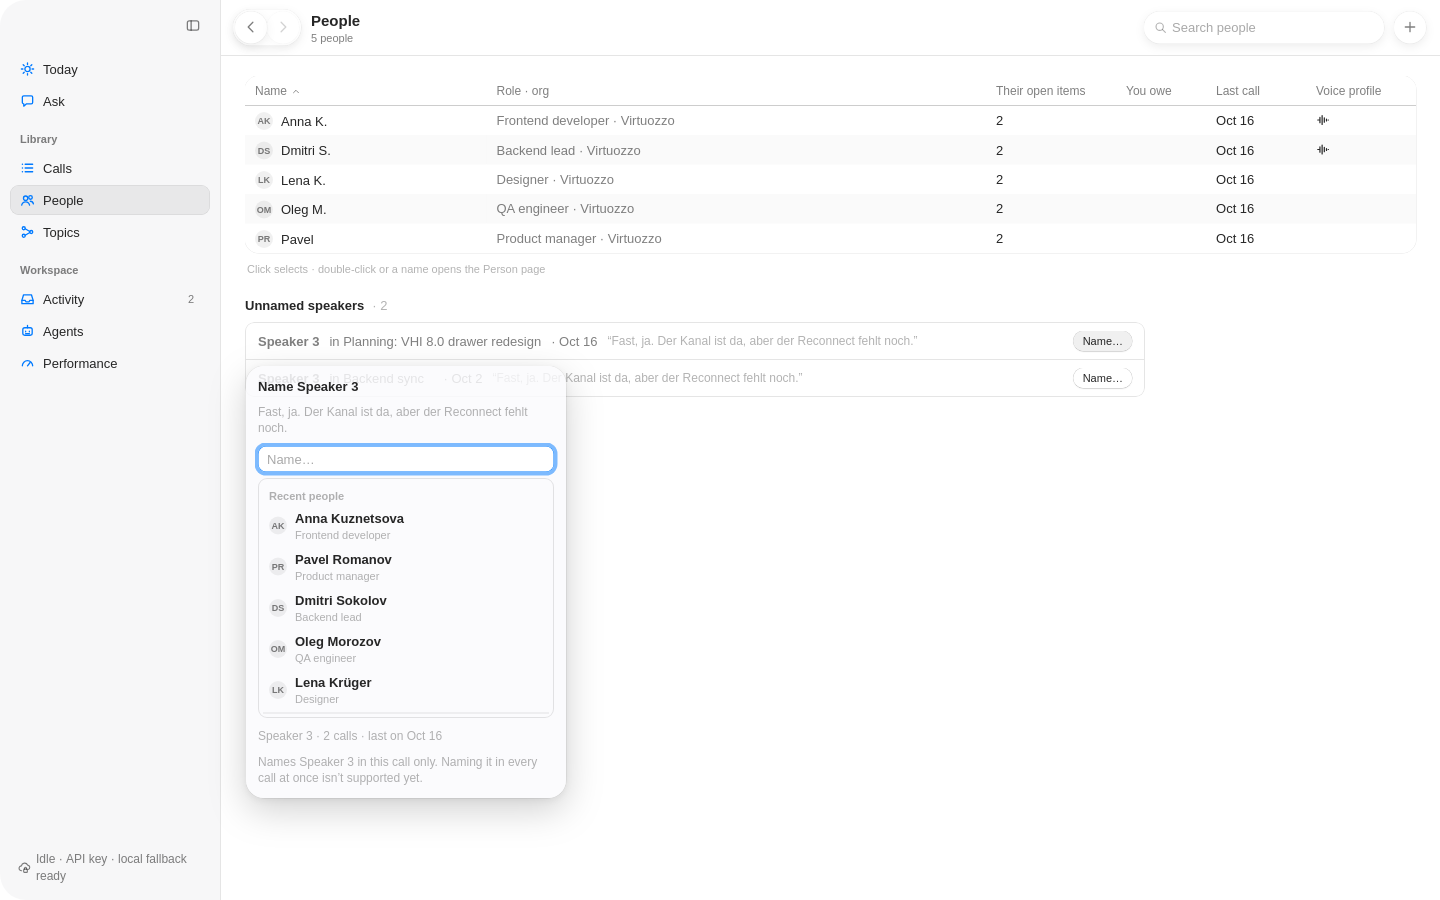 People
5 people
Search people
Today
Ask
Library
Calls
People
Topics
Workspace
Activity 2
Agents
Performance
Idle · API key · local fallback
ready
Name Role · org Their open items You owe Last call Voice profile
AK Anna K. Frontend developer · Virtuozzo 2 Oct 16
DS Dmitri S. Backend lead · Virtuozzo 2 Oct 16
LK Lena K. Designer · Virtuozzo 2 Oct 16
OM Oleg M. QA engineer · Virtuozzo 2 Oct 16
PR Pavel Product manager · Virtuozzo 2 Oct 16
Click selects · double-click or a name opens the Person page
Unnamed speakers · 2
Speaker 3 in Planning: VHI 8.0 drawer redesign · Oct 16 “Fast, ja. Der Kanal ist da, aber der Reconnect fehlt noch.” Name…
Speaker 3 in Backend sync · Oct 2 “Fast, ja. Der Kanal ist da, aber der Reconnect fehlt noch.” Name…
Name Speaker 3
Fast, ja. Der Kanal ist da, aber der Reconnect fehlt
noch.
Name…
Recent people
AK Anna Kuznetsova
Frontend developer
PR Pavel Romanov
Product manager
DS Dmitri Sokolov
Backend lead
OM Oleg Morozov
QA engineer
LK Lena Krüger
Designer
Speaker 3 · 2 calls · last on Oct 16
Names Speaker 3 in this call only. Naming it in every
call at once isn’t supported yet.